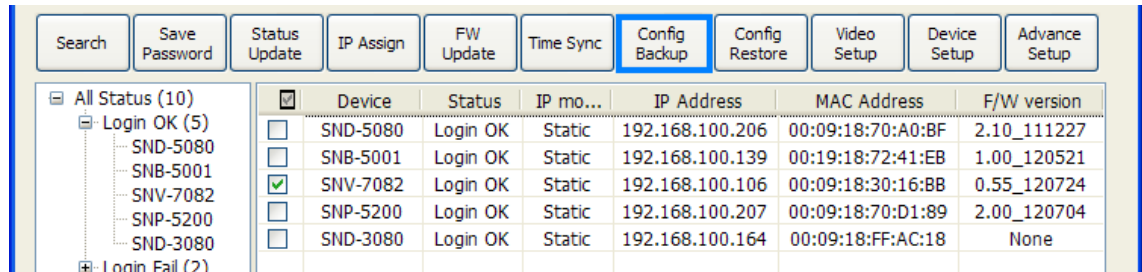 Search
Save
Password
Status
Update
IP Assign
FW
Update
Time Sync
Config
Backup
Config
Restore
Video
Setup
Device
Setup
Advance
Setup
All Status (10)
Login OK (5)
SND-5080
SNB-5001
SNV-7082
SNP-5200
SND-3080
Login Fail (2)
Device Status IP mo... IP Address MAC Address F/W version
SND-5080 Login OK Static 192.168.100.206 00:09:18:70:A0:BF 2.10_111227
SNB-5001 Login OK Static 192.168.100.139 00:19:18:72:41:EB 1.00_120521
SNV-7082 Login OK Static 192.168.100.106 00:09:18:30:16:BB 0.55_120724
SNP-5200 Login OK Static 192.168.100.207 00:09:18:70:D1:89 2.00_120704
SND-3080 Login OK Static 192.168.100.164 00:09:18:FF:AC:18 None